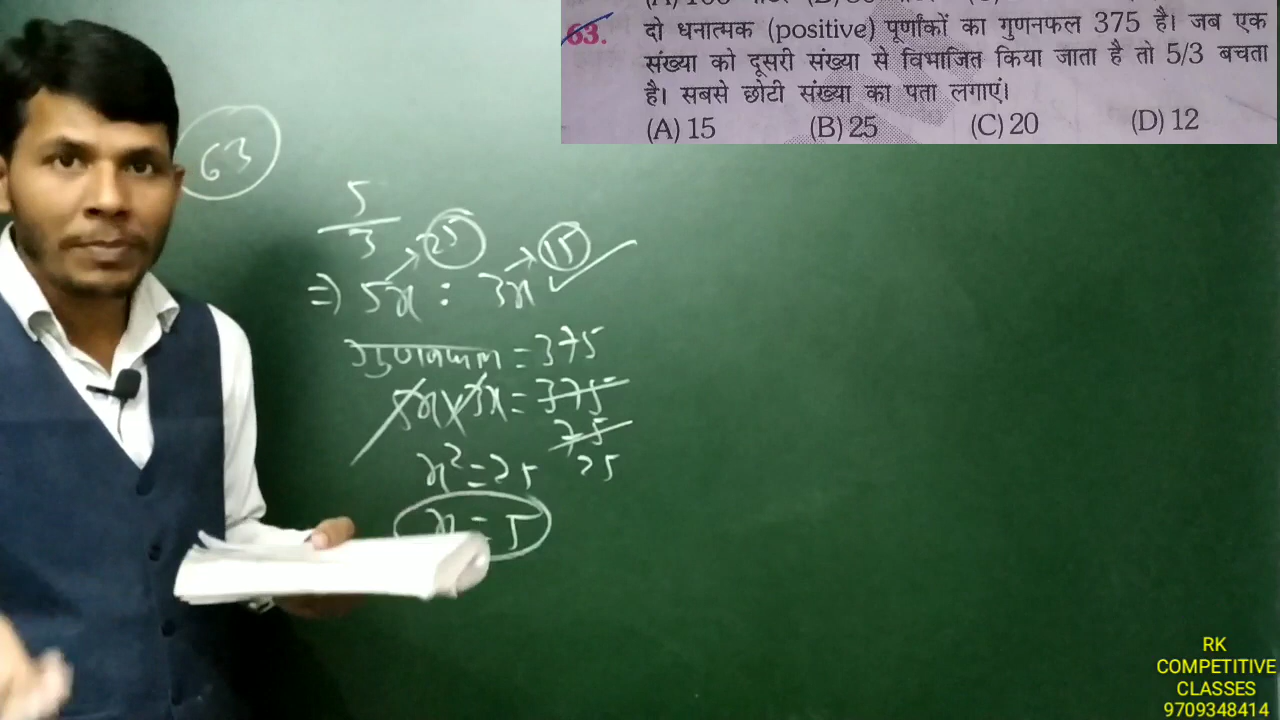 63. दो धनात्मक (positive) पूर्णांकों का गुणनफल 375 है। जब एक
संख्या को दूसरी संख्या से विभाजित किया जाता है तो 5/3 बचता
है। सबसे छोटी संख्या का पता लगाएं।
(A) 15 (B) 25 (C) 20 (D) 12
63
5
3
25 15
⇒ 5x : 3x
गुणनफल = 375
5x x 3x = 375
75
x² = 25 25
x = 5
RK
COMPETITIVE
CLASSES
9709348414